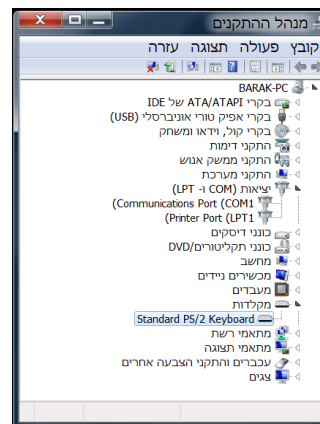 מנהל ההתקנים
קובץ פעולה תצוגה עזרה
BARAK-PC
בקרי ATA/ATAPI של IDE
בקרי אפיק טורי אוניברסלי (USB)
בקרי קול, וידאו ומשחק
התקני דימות
התקני ממשק אנוש
התקני מערכת
יציאות (COM ו- LPT)
(Communications Port (COM1
(Printer Port (LPT1
כונני דיסקים
כונני תקליטורים/DVD
מחשב
מכשירים ניידים
מעבדים
מקלדות
Standard PS/2 Keyboard
מתאמי רשת
מתאמי תצוגה
עכברים והתקני הצבעה אחרים
צגים